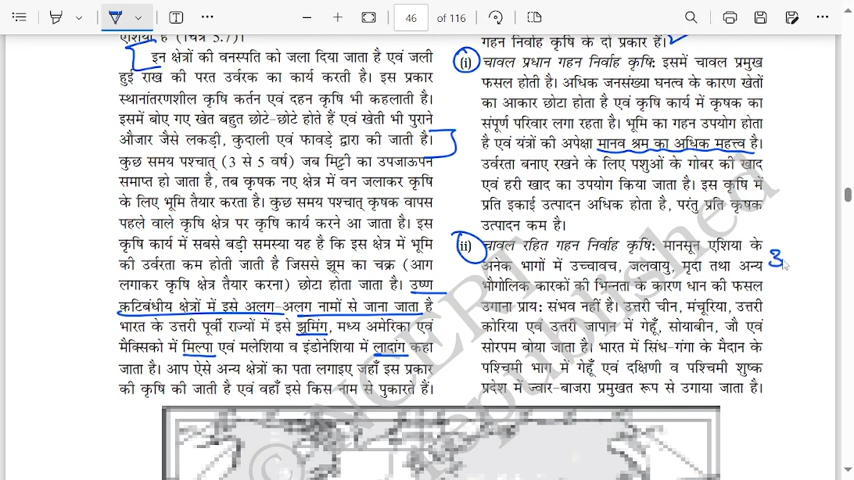 46 of 116
एशिया है (चित्र 5.7)।
इन क्षेत्रों की वनस्पति को जला दिया जाता है एवं जली
हुई राख की परत उर्वरक का कार्य करती है। इस प्रकार
स्थानांतरणशील कृषि कर्तन एवं दहन कृषि भी कहलाती है।
इसमें बोए गए खेत बहुत छोटे-छोटे होते हैं एवं खेती भी पुराने
औजार जैसे लकड़ी, कुदाली एवं फावड़े द्वारा की जाती है।
कुछ समय पश्चात् (3 से 5 वर्ष) जब मिट्टी का उपजाऊपन
समाप्त हो जाता है, तब कृषक नए क्षेत्र में वन जलाकर कृषि
के लिए भूमि तैयार करता है। कुछ समय पश्चात् कृषक वापस
पहले वाले कृषि क्षेत्र पर कृषि कार्य करने आ जाता है। इस
कृषि कार्य में सबसे बड़ी समस्या यह है कि इस क्षेत्र में भूमि
की उर्वरता कम होती जाती है जिससे झूम का चक्र (आग
लगाकर कृषि क्षेत्र तैयार करना) छोटा होता जाता है। उष्ण
कटिबंधीय क्षेत्रों में इसे अलग-अलग नामों से जाना जाता है
भारत के उत्तरी पूर्वी राज्यों में इसे झूमिंग, मध्य अमेरिका एवं
मैक्सिको में मिल्पा एवं मलेशिया व इंडोनेशिया में लादांग कहा
जाता है। आप ऐसे अन्य क्षेत्रों का पता लगाइए जहाँ इस प्रकार
की कृषि की जाती है एवं वहाँ इसे किस नाम से पुकारते हैं।
गहन निर्वाह कृषि के दो प्रकार हैं।
(i) चावल प्रधान गहन निर्वाह कृषि: इसमें चावल प्रमुख
फसल होती है। अधिक जनसंख्या घनत्व के कारण खेतों
का आकार छोटा होता है एवं कृषि कार्य में कृषक का
संपूर्ण परिवार लगा रहता है। भूमि का गहन उपयोग होता
है एवं यंत्रों की अपेक्षा मानव श्रम का अधिक महत्त्व है।
उर्वरता बनाए रखने के लिए पशुओं के गोबर की खाद
एवं हरी खाद का उपयोग किया जाता है। इस कृषि में
प्रति इकाई उत्पादन अधिक होता है, परंतु प्रति कृषक
उत्पादन कम है।
(ii) चावल रहित गहन निर्वाह कृषि: मानसून एशिया के
अनेक भागों में उच्चावच, जलवायु, मृदा तथा अन्य
भौगोलिक कारकों की भिन्नता के कारण धान की फसल
उगाना प्राय: संभव नहीं है। उत्तरी चीन, मंचूरिया, उत्तरी
कोरिया एवं उत्तरी जापान में गेहूँ, सोयाबीन, जौ एवं
सोरपम बोया जाता है। भारत में सिंध-गंगा के मैदान के
पश्चिमी भाग में गेहूँ एवं दक्षिणी व पश्चिमी शुष्क
प्रदेश में ज्वार-बाजरा प्रमुखत रूप से उगाया जाता है।
© NCERT
republished